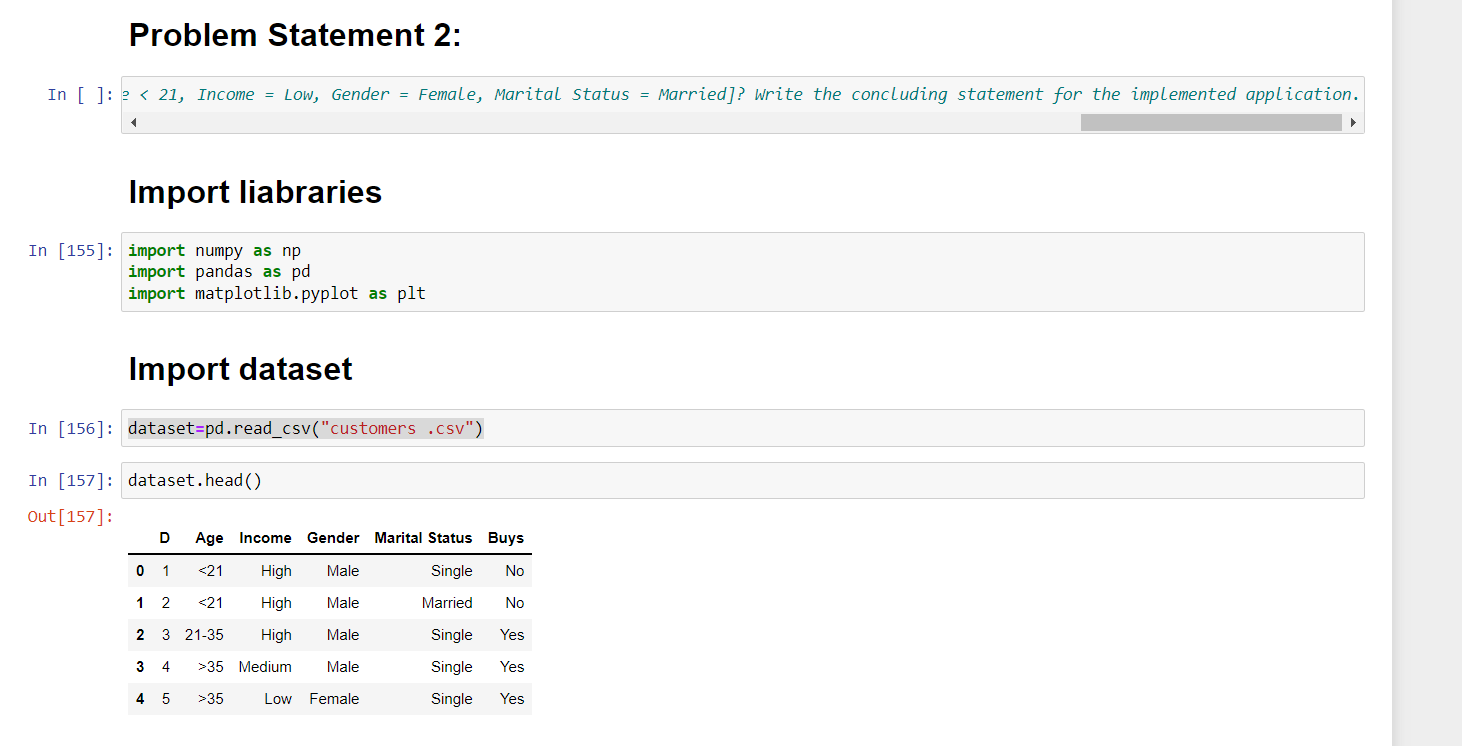 Problem Statement 2:
In [ ]: e < 21, Income = Low, Gender = Female, Marital Status = Married]? Write the concluding statement for the implemented application.
Import liabraries
In [155]: import numpy as np
import pandas as pd
import matplotlib.pyplot as plt
Import dataset
In [156]: dataset=pd.read_csv("customers .csv")
In [157]: dataset.head()
Out[157]:
D Age Income Gender Marital Status Buys
0 1 <21 High Male Single No
1 2 <21 High Male Married No
2 3 21-35 High Male Single Yes
3 4 >35 Medium Male Single Yes
4 5 >35 Low Female Single Yes